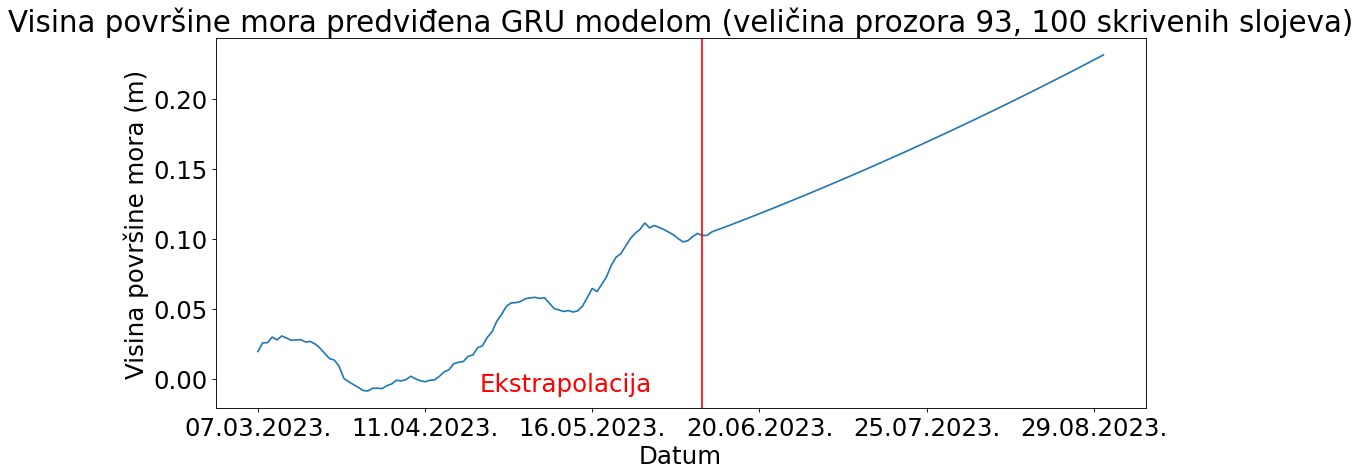 Visina površine mora predviđena GRU modelom (veličina prozora 93, 100 skrivenih slojeva)
Visina površine mora (m)
0.20
0.15
0.10
0.05
0.00
Ekstrapolacija
07.03.2023. 11.04.2023. 16.05.2023. 20.06.2023. 25.07.2023. 29.08.2023.
Datum